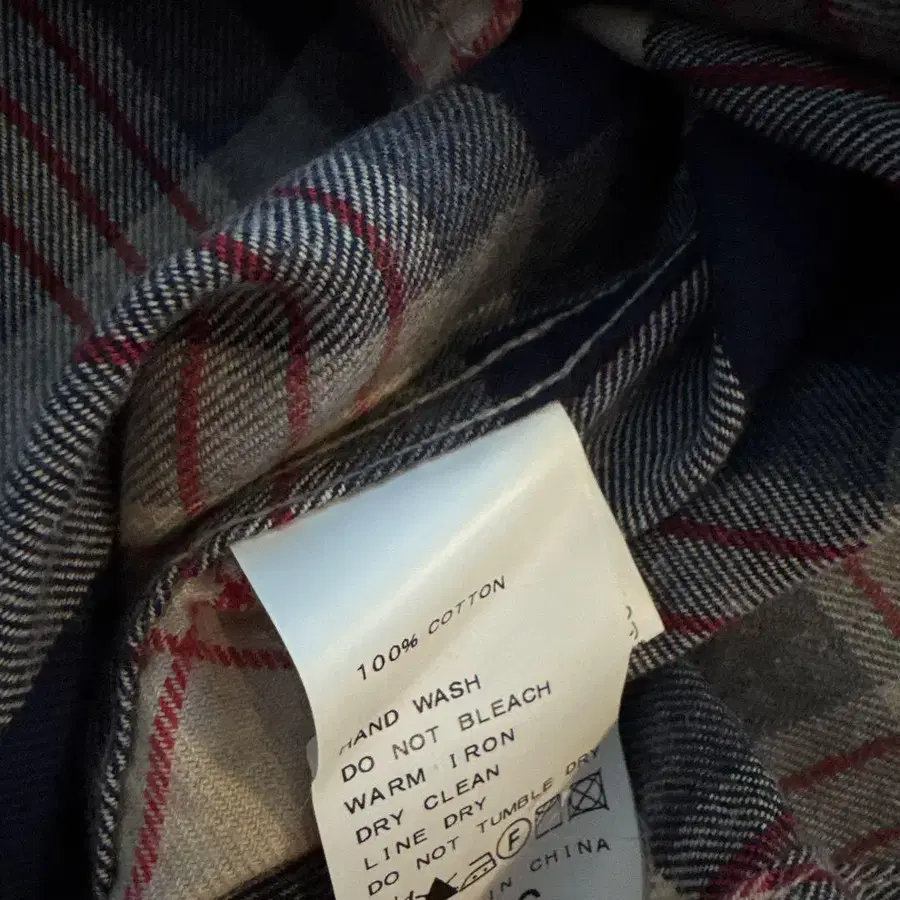 100% COTTON
HAND WASH
DO NOT BLEACH
WARM IRON
DRY CLEAN
LINE DRY
DO NOT TUMBLE DRY
F
IN CHINA